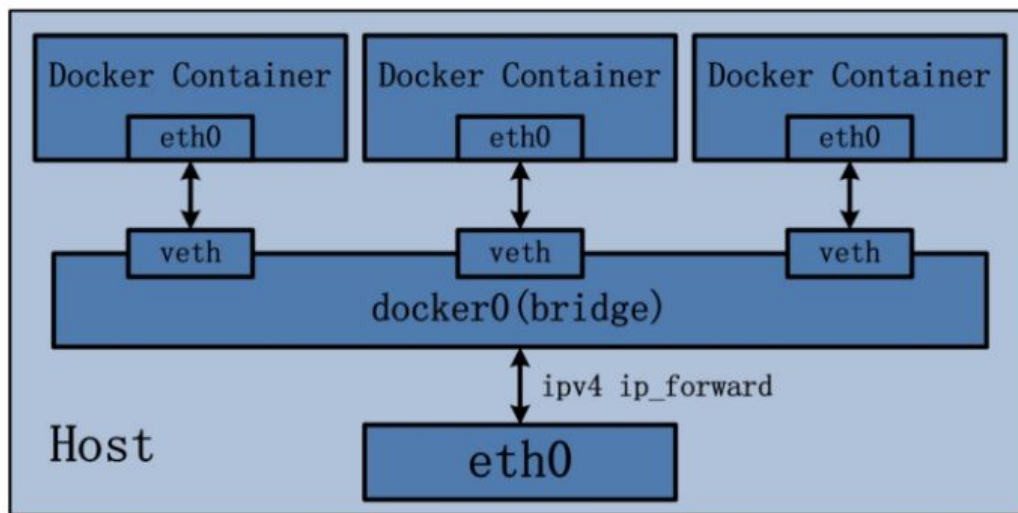 Docker Container
Docker Container
Docker Container
eth0
eth0
eth0
veth
veth
veth
docker0(bridge)
ipv4 ip_forward
Host
eth0